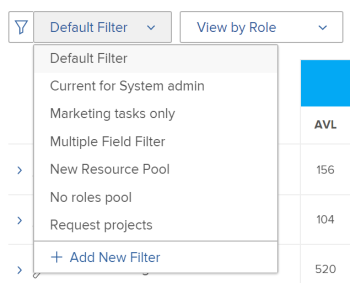 Default Filter
View by Role
Default Filter
Current for System admin
Marketing tasks only
Multiple Field Filter
New Resource Pool
No roles pool
Request projects
+ Add New Filter
AVL
156
104
520